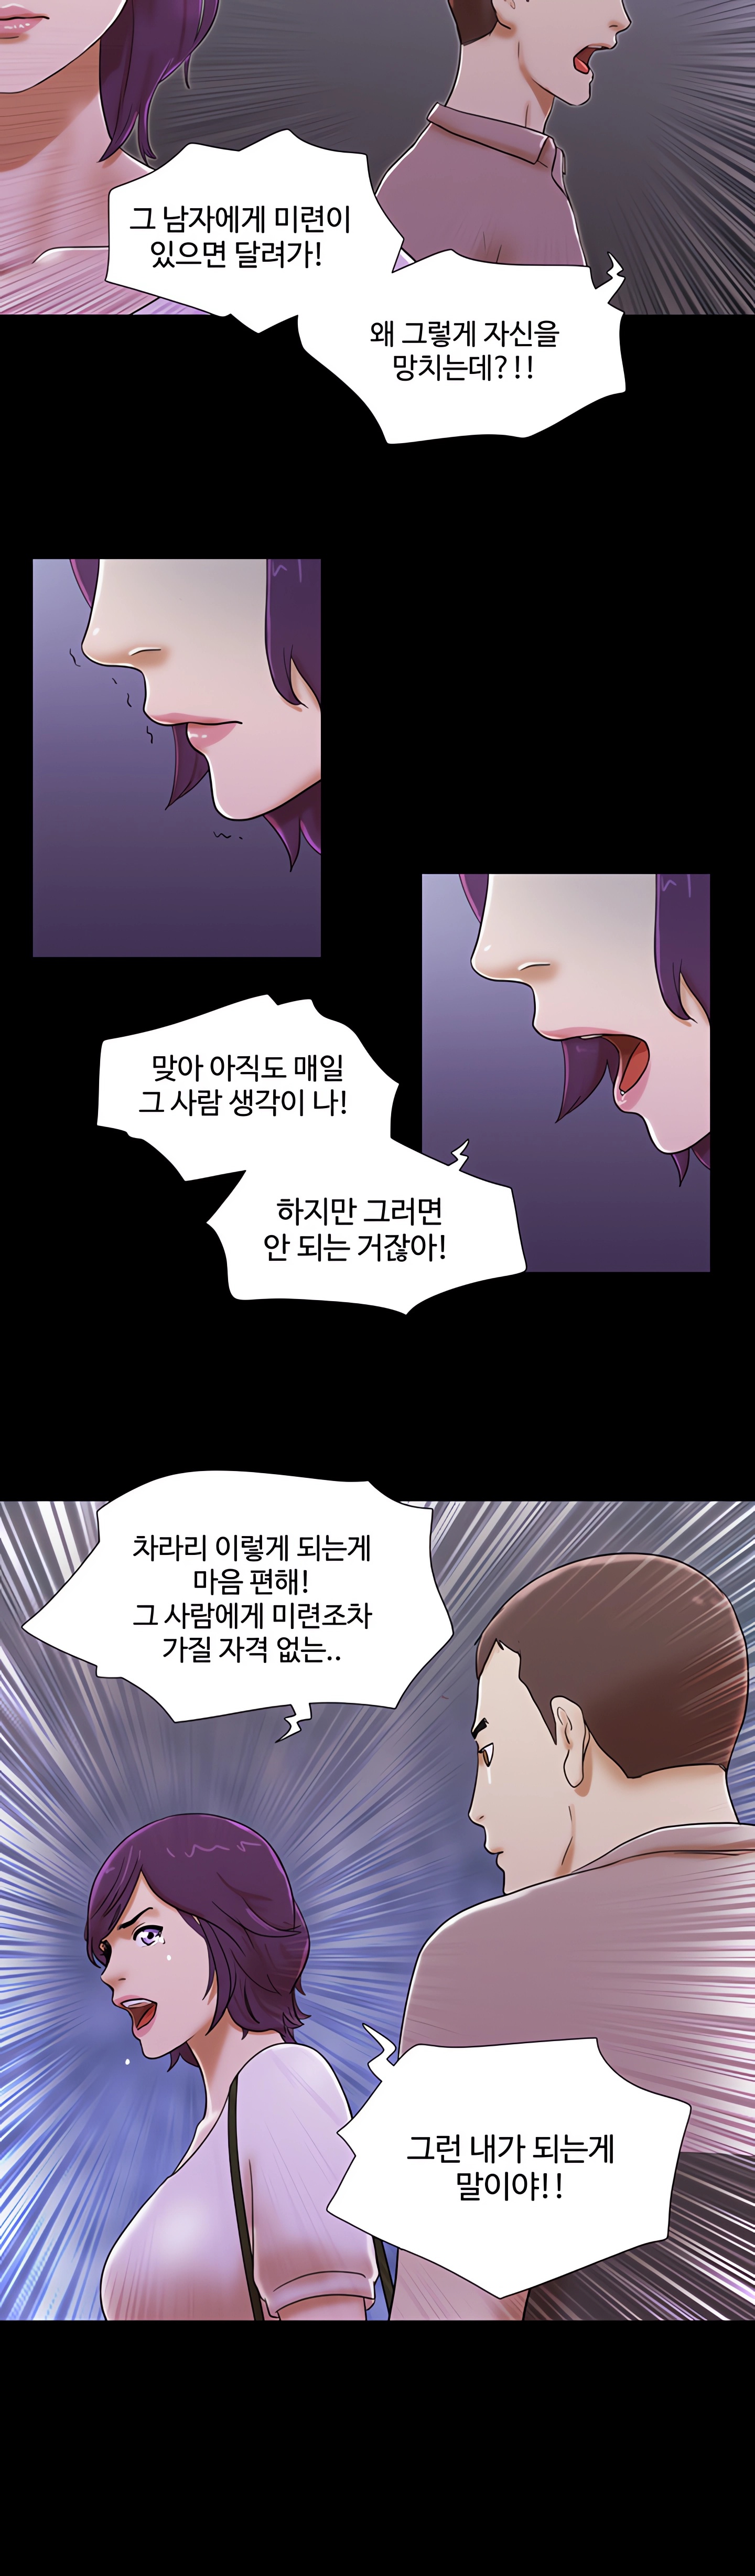 그 남자에게 미련이
있으면 달려가!
왜 그렇게 자신을
망치는데?!!
맞아 아직도 매일
그 사람 생각이 나!
하지만 그러면
안 되는 거잖아!
차라리 이렇게 되는게
마음 편해!
그 사람에게 미련조차
가질 자격 없는..
그런 내가 되는게
말이야!!